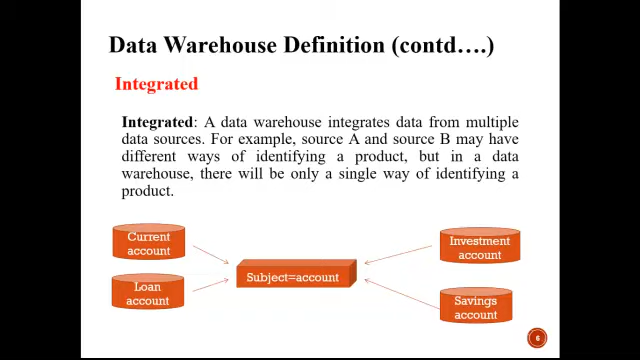 Data Warehouse Definition (contd….)
Integrated
Integrated: A data warehouse integrates data from multiple
data sources. For example, source A and source B may have
different ways of identifying a product, but in a data
warehouse, there will be only a single way of identifying a
product.
Current
account
Investment
account
Subject=account
Loan
account
Savings
account
6